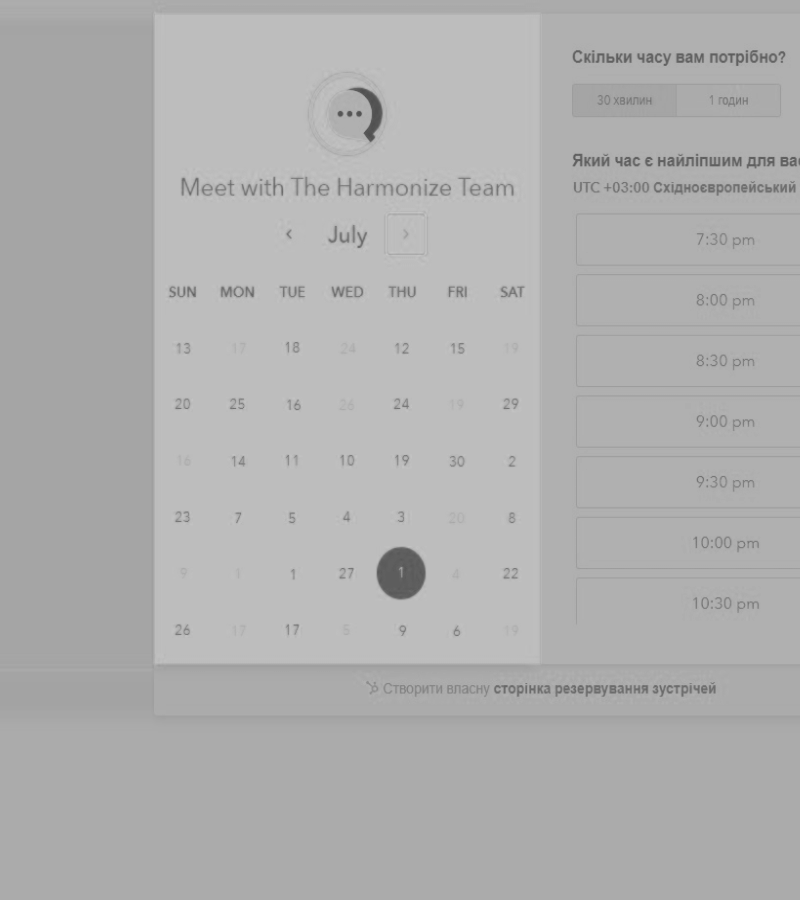 Meet with The Harmonize Team
July
SUN MON TUE WED THU FRI SAT
13 17 18 24 12 15 19
20 25 16 26 24 19 29
16 14 11 10 19 30 2
23 7 5 4 3 20 8
9 1 1 27 1 4 22
26 17 17 5 9 6 19
Скільки часу вам потрібно?
30 хвилин 1 годин
Який час є найліпшим для вас
UTC +03:00 Східноєвропейський
7:30 pm
8:00 pm
8:30 pm
9:00 pm
9:30 pm
10:00 pm
10:30 pm
Створити власну сторінка резервування зустрічей